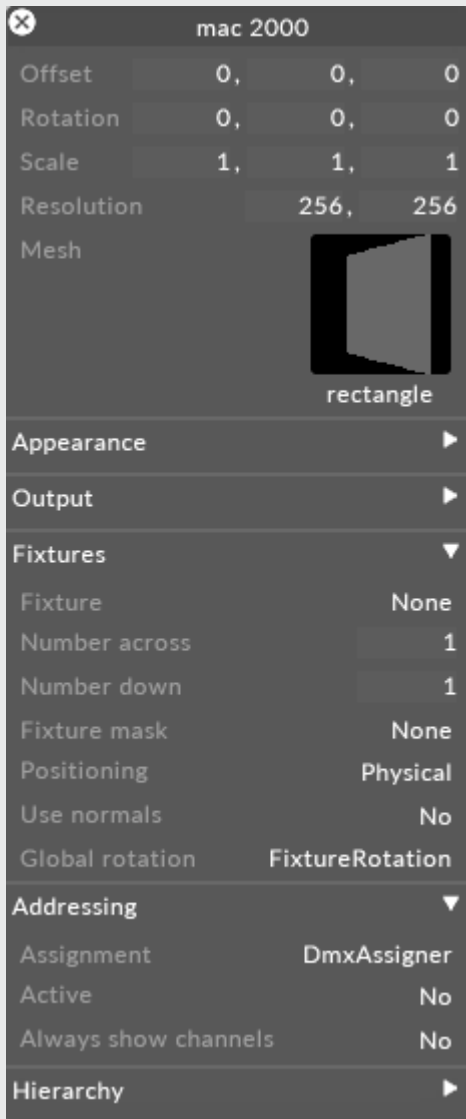 mac 2000
Offset 0, 0, 0
Rotation 0, 0, 0
Scale 1, 1, 1
Resolution 256, 256
Mesh
rectangle
Appearance
Output
Fixtures
Fixture None
Number across 1
Number down 1
Fixture mask None
Positioning Physical
Use normals No
Global rotation FixtureRotation
Addressing
Assignment DmxAssigner
Active No
Always show channels No
Hierarchy